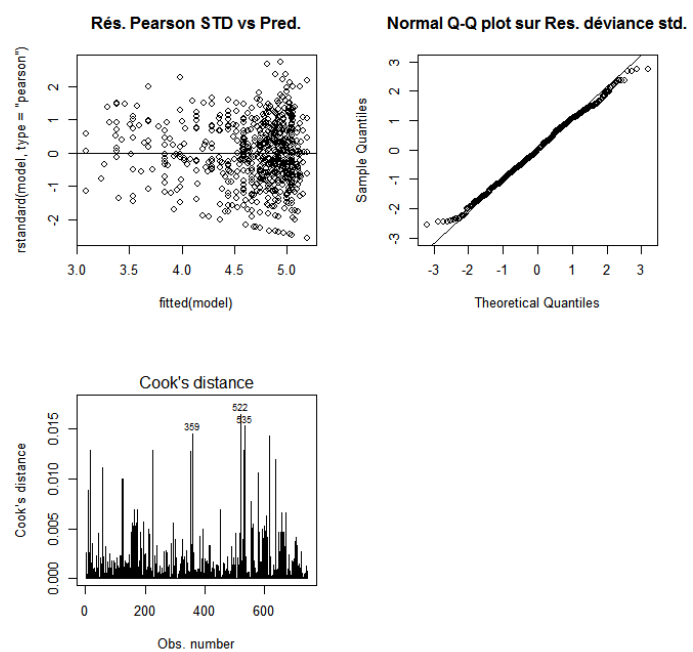 Rés. Pearson STD vs Pred.
rstandard(model, type = "pearson")
2
1
0
-1
-2
3.0 3.5 4.0 4.5 5.0
fitted(model)
Normal Q-Q plot sur Res. déviance std.
Sample Quantiles
3
2
1
0
-1
-2
-3
-3 -2 -1 0 1 2 3
Theoretical Quantiles
Cook's distance
Cook's distance
0.015
0.010
0.005
0.000
522
535
359
0 200 400 600
Obs. number